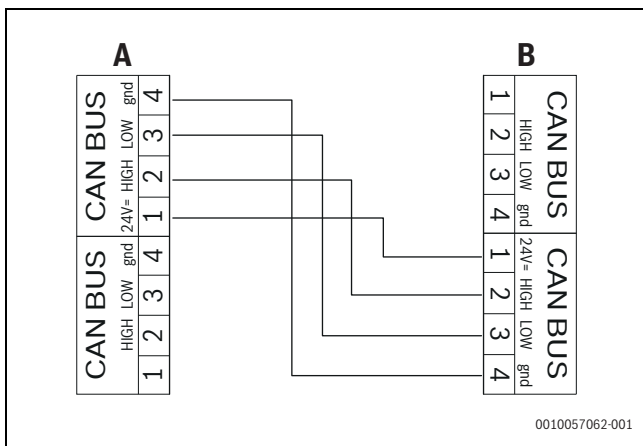 A
B
CAN BUS
gnd
LOW
HIGH
24V=
4
3
2
1
CAN BUS
gnd
LOW
HIGH
4
3
2
1
1
2
3
4
HIGH
LOW
gnd
CAN BUS
1
2
3
4
24V=
HIGH
LOW
gnd
CAN BUS
0010057062-001